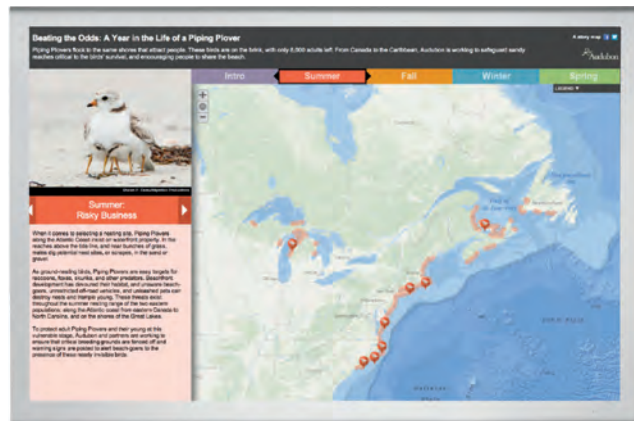 Beating the Odds: A Year in the Life of a Piping Plover
Piping Plovers flock to the same shores that attract people. These birds are on the brink, with only 8,000 adults left. From Canada to the Caribbean, Audubon is working to safeguard sandy
reaches critical to the birds' survival, and encouraging people to share the beach.
A story map
Audubon
Intro
Summer
Fall
Winter
Spring
LEGEND ▼
Summer:
Risky Business
When it comes to selecting a nesting site, Piping Plovers
along the Atlantic Coast insist on waterfront property. In the
reaches above the tide line, and near bunches of grass,
males dig potential nest sites, or scrapes, in the sand or
gravel.
As ground-nesting birds, Piping Plovers are easy targets for
raccoons, foxes, skunks, and other predators. Beachfront
development has devoured their habitat, and unaware beach-
goers, unrestricted off-road vehicles, and unleashed pets can
destroy nests and trample young. These threats exist
throughout the summer nesting range of the two eastern
populations: along the Atlantic coast from eastern Canada to
North Carolina, and on the shores of the Great Lakes.
To protect adult Piping Plovers and their young at this
vulnerable stage, Audubon and partners are working to
ensure that critical breeding grounds are fenced off and
warning signs are posted to alert beach-goers to the
presence of these nearly invisible birds.